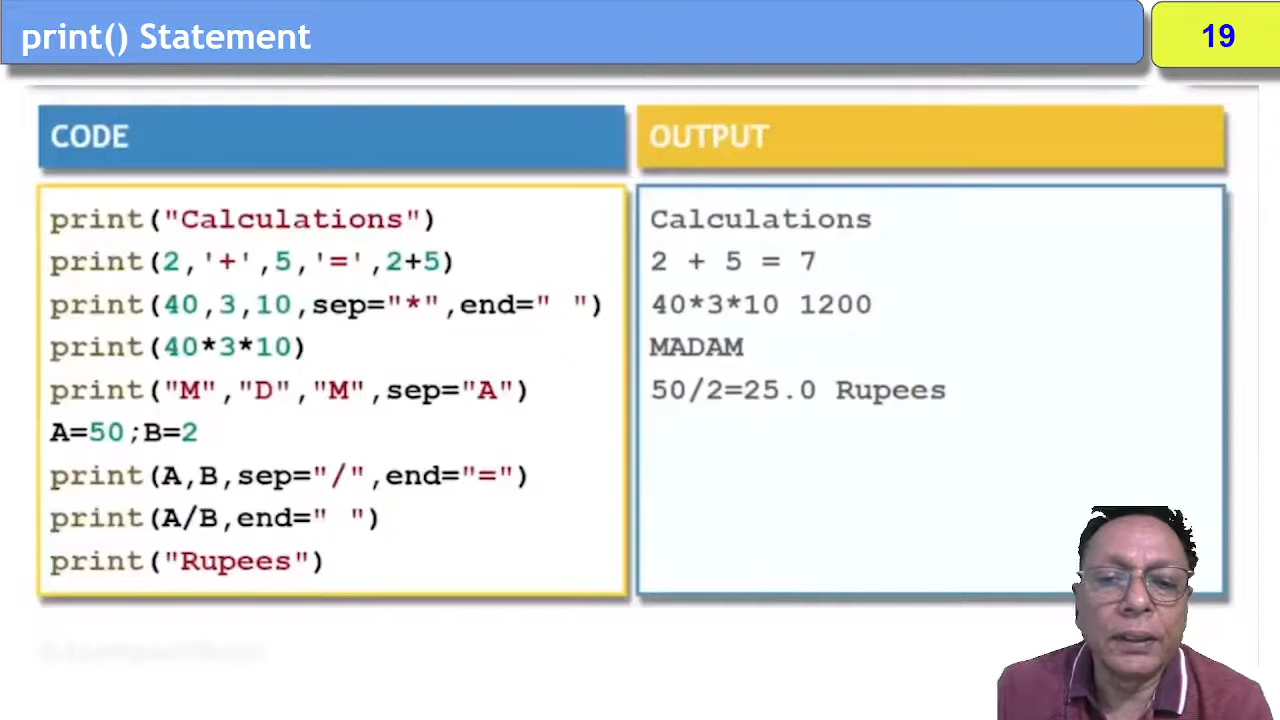 print() Statement
19
CODE
print("Calculations")
print(2,'+',5,'=',2+5)
print(40,3,10,sep="*",end=" ")
print(40*3*10)
print("M","D","M",sep="A")
A=50;B=2
print(A,B,sep="/",end="=")
print(A/B,end=" ")
print("Rupees")
OUTPUT
Calculations
2 + 5 = 7
40*3*10 1200
MADAM
50/2=25.0 Rupees